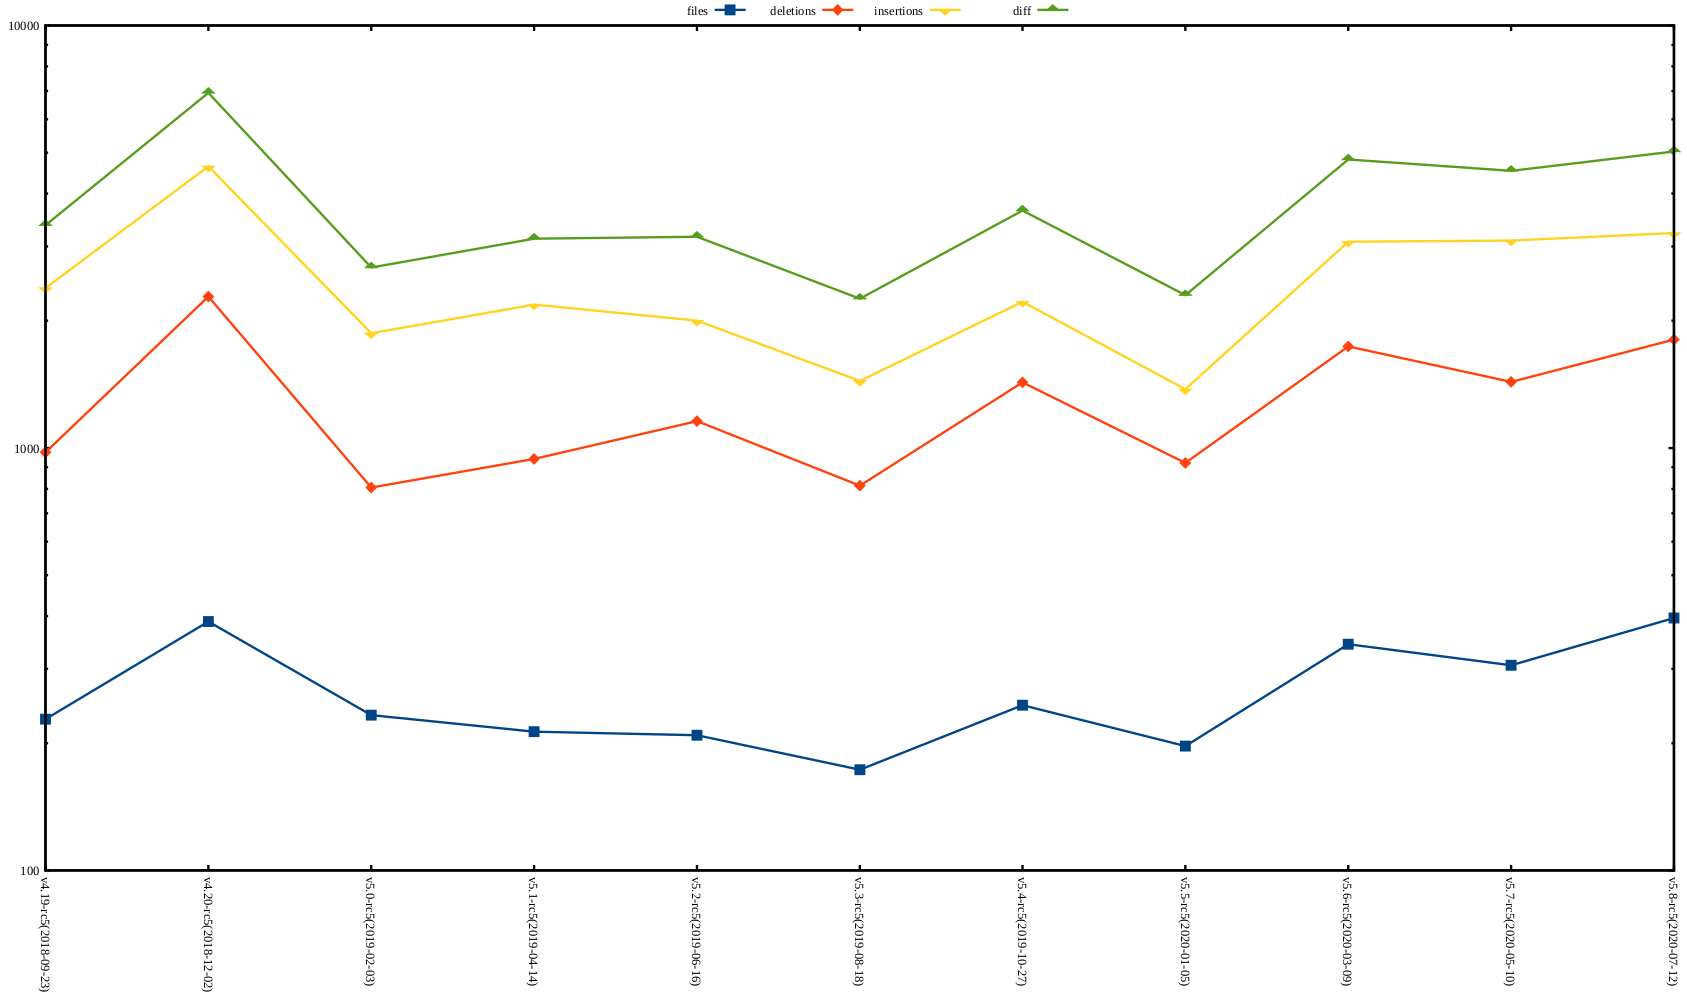 files deletions insertions diff
10000
1000
100
v4.19-rc5(2018-09-23)
v4.20-rc5(2018-12-02)
v5.0-rc5(2019-02-03)
v5.1-rc5(2019-04-14)
v5.2-rc5(2019-06-16)
v5.3-rc5(2019-08-18)
v5.4-rc5(2019-10-27)
v5.5-rc5(2020-01-05)
v5.6-rc5(2020-03-09)
v5.7-rc5(2020-05-10)
v5.8-rc5(2020-07-12)